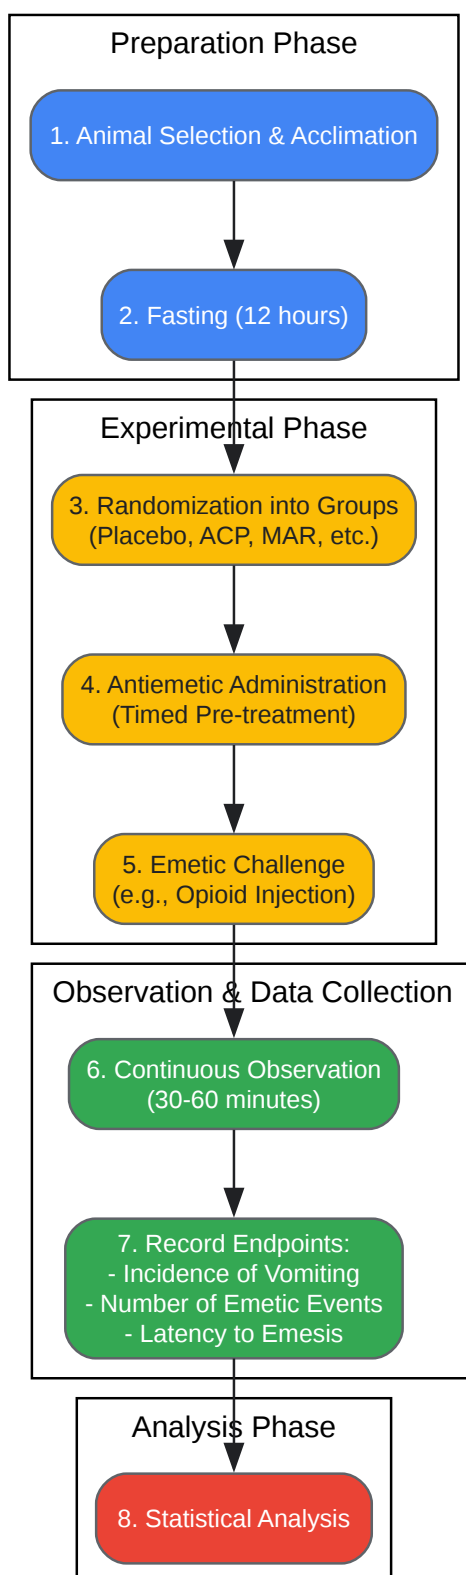 Preparation Phase
1. Animal Selection & Acclimation
2. Fasting (12 hours)
Experimental Phase
3. Randomization into Groups
(Placebo, ACP, MAR, etc.)
4. Antiemetic Administration
(Timed Pre-treatment)
5. Emetic Challenge
(e.g., Opioid Injection)
Observation & Data Collection
6. Continuous Observation
(30-60 minutes)
7. Record Endpoints:
- Incidence of Vomiting
- Number of Emetic Events
- Latency to Emesis
Analysis Phase
8. Statistical Analysis